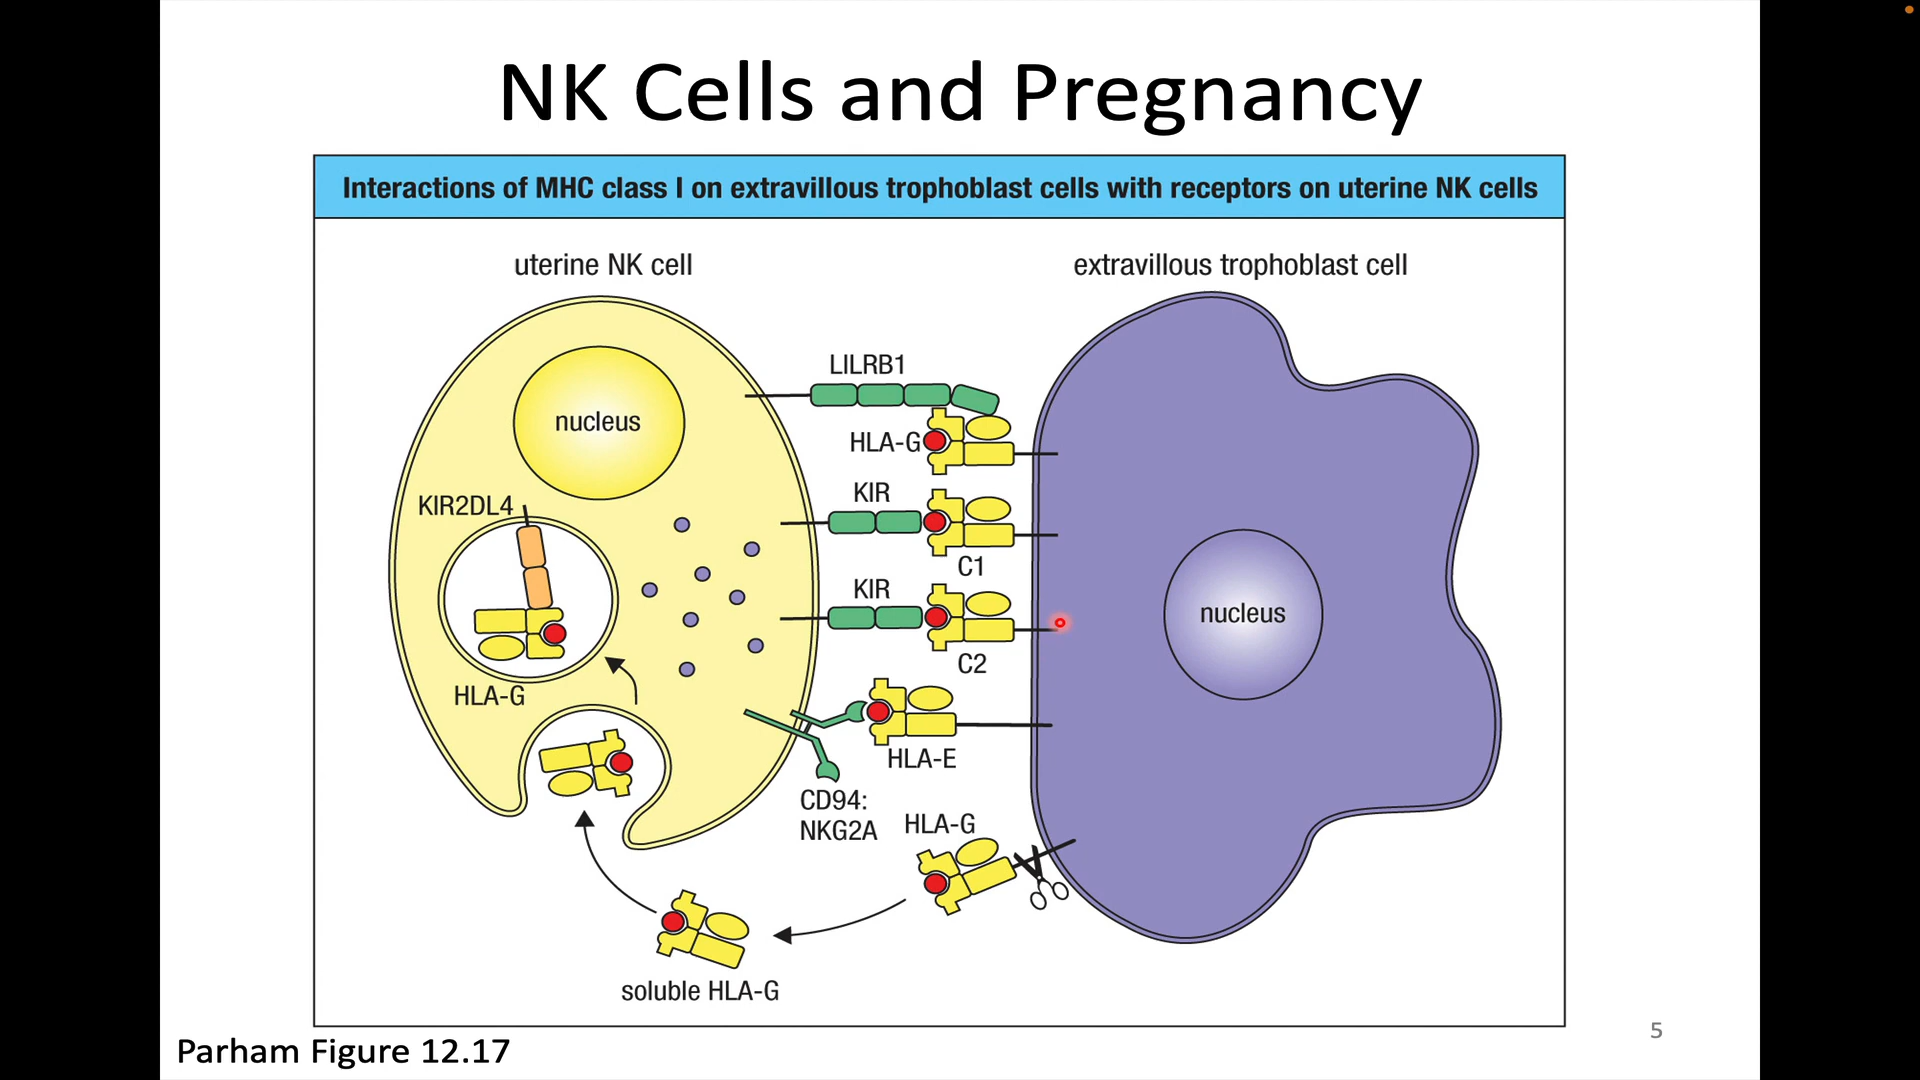 NK Cells and Pregnancy
Interactions of MHC class I on extravillous trophoblast cells with receptors on uterine NK cells
uterine NK cell
extravillous trophoblast cell
LILRB1
nucleus
HLA-G
KIR
KIR2DL4
C1
KIR
nucleus
C2
HLA-G
HLA-E
CD94:
NKG2A
HLA-G
soluble HLA-G
Parham Figure 12.17
5